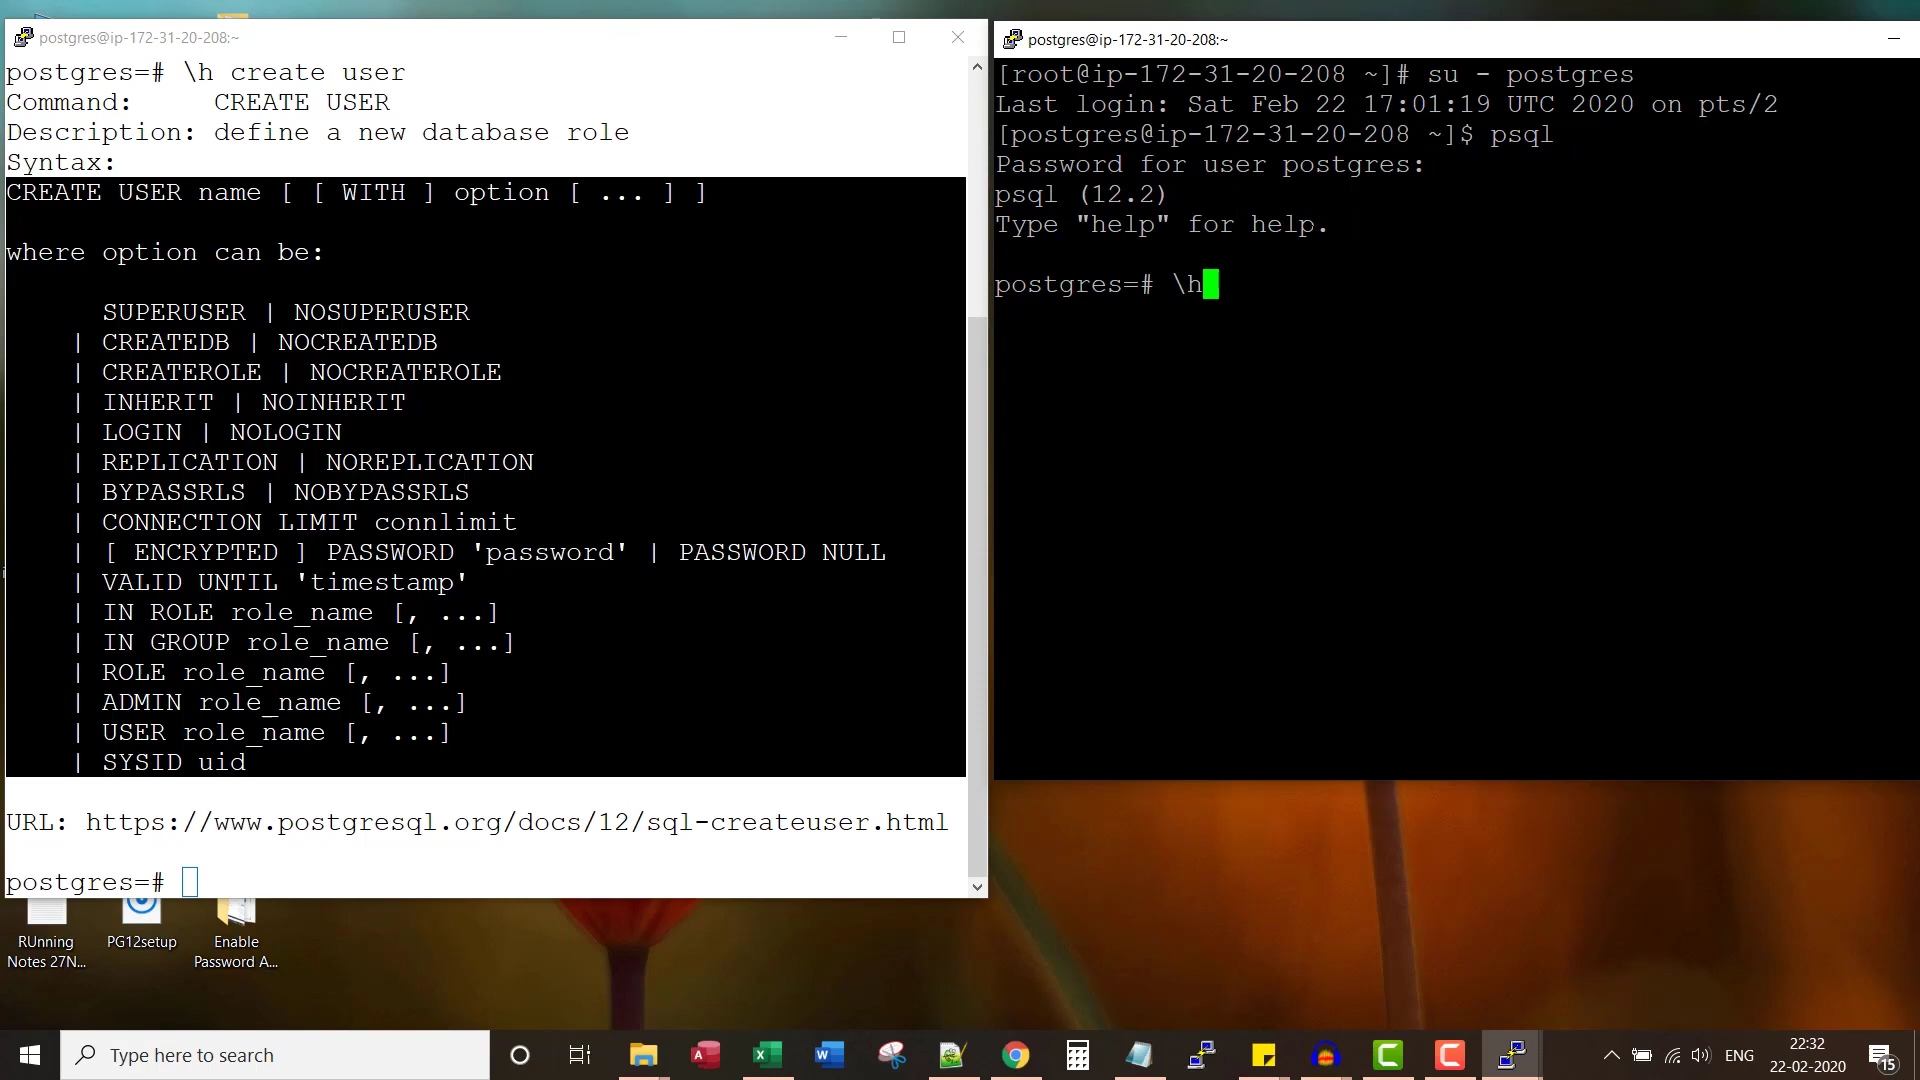 postgres@ip-172-31-20-208:~
postgres=# \h create user
Command:     CREATE USER
Description: define a new database role
Syntax:
CREATE USER name [ [ WITH ] option [ ... ] ]
where option can be:
      SUPERUSER | NOSUPERUSER
    | CREATEDB | NOCREATEDB
    | CREATEROLE | NOCREATEROLE
    | INHERIT | NOINHERIT
    | LOGIN | NOLOGIN
    | REPLICATION | NOREPLICATION
    | BYPASSRLS | NOBYPASSRLS
    | CONNECTION LIMIT connlimit
    | [ ENCRYPTED ] PASSWORD 'password' | PASSWORD NULL
    | VALID UNTIL 'timestamp'
    | IN ROLE role_name [, ...]
    | IN GROUP role_name [, ...]
    | ROLE role_name [, ...]
    | ADMIN role_name [, ...]
    | USER role_name [, ...]
    | SYSID uid
URL: https://www.postgresql.org/docs/12/sql-createuser.html
postgres=#
postgres@ip-172-31-20-208:~
[root@ip-172-31-20-208 ~]# su - postgres
Last login: Sat Feb 22 17:01:19 UTC 2020 on pts/2
[postgres@ip-172-31-20-208 ~]$ psql
Password for user postgres:
psql (12.2)
Type "help" for help.
postgres=# \h
RUnning
Notes 27N...
PG12setup
Enable
Password A...
Type here to search
ENG
22:32
22-02-2020
15